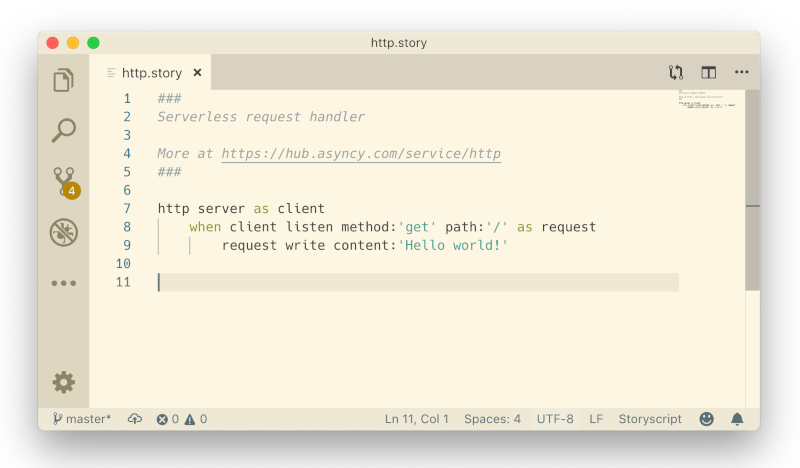 http.story
http.story
1 ###
2 Serverless request handler
3
4 More at https://hub.asyncy.com/service/http
5 ###
6
7 http server as client
8 when client listen method:'get' path:'/' as request
9 request write content:'Hello world!'
10
11
4
master* 0 0 Ln 11, Col 1 Spaces: 4 UTF-8 LF Storyscript